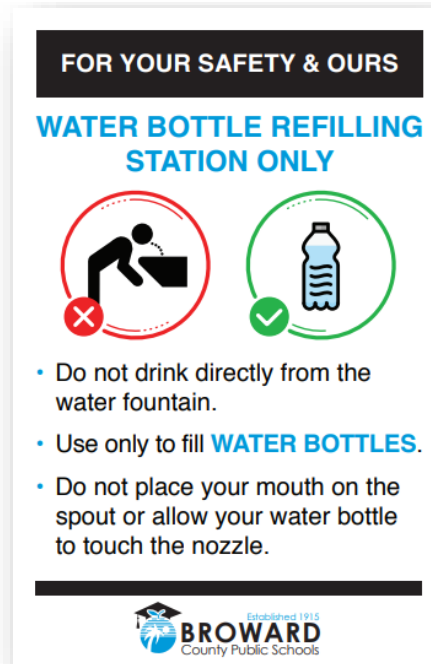 FOR YOUR SAFETY & OURS
WATER BOTTLE REFILLING
STATION ONLY
• Do not drink directly from the
water fountain.
• Use only to fill WATER BOTTLES.
• Do not place your mouth on the
spout or allow your water bottle
to touch the nozzle.
Established 1915
BROWARD
County Public Schools